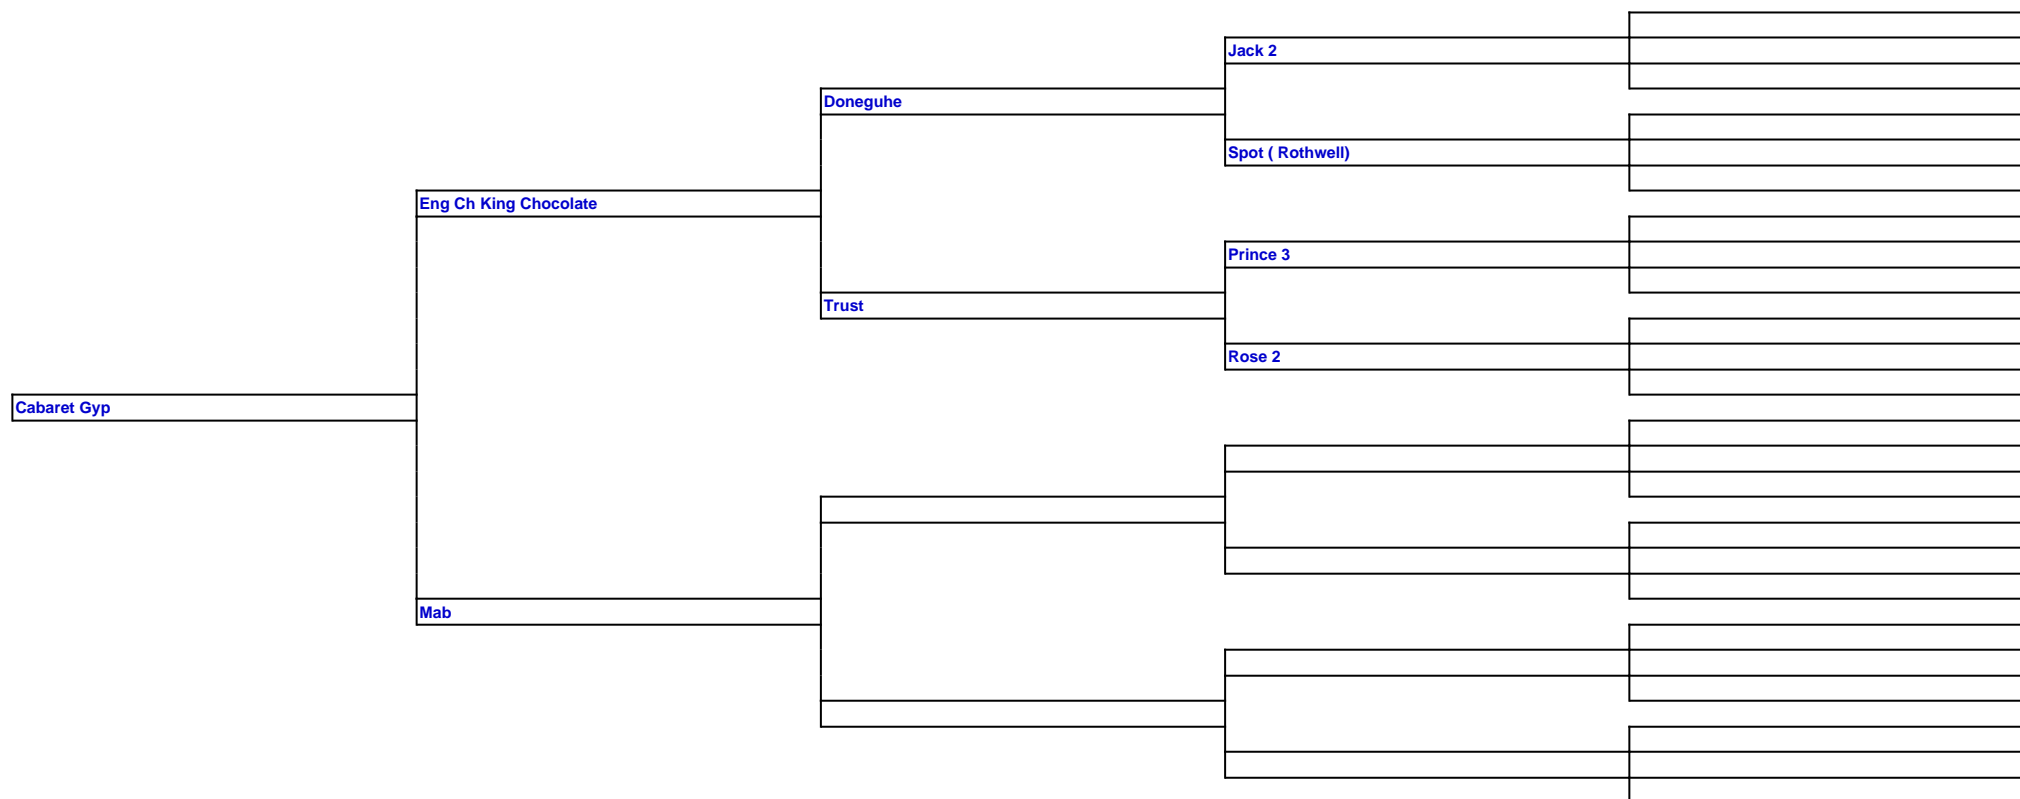 Jack 2
Doneguhe
Spot ( Rothwell)
Eng Ch King Chocolate
Prince 3
Trust
Rose 2
Cabaret Gyp
Mab